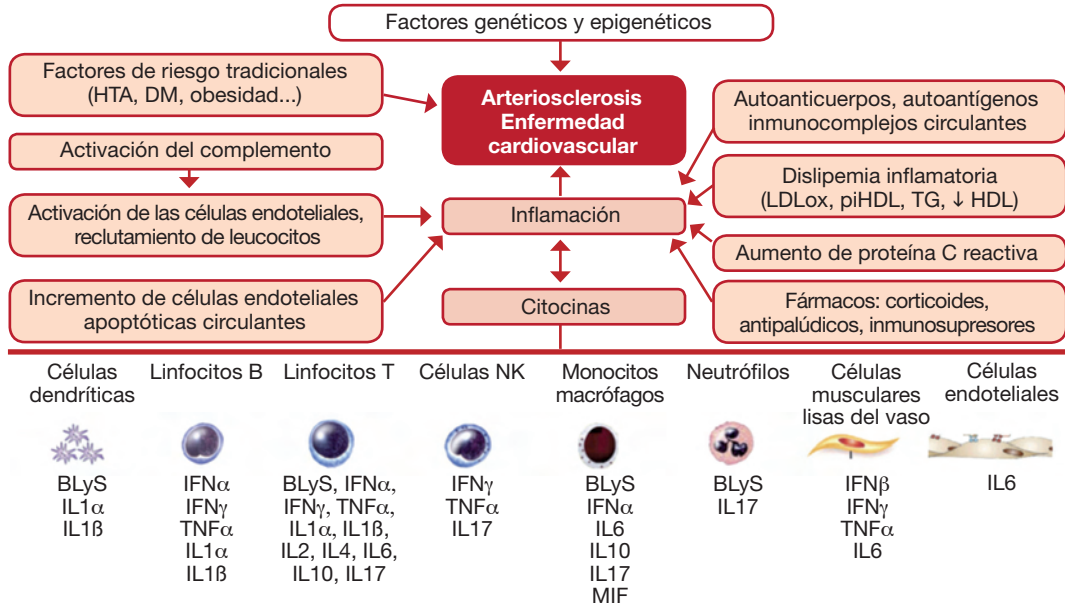 Factores genéticos y epigenéticos
Factores de riesgo tradicionales
(HTA, DM, obesidad...)
Arteriosclerosis
Enfermedad
cardiovascular
Autoanticuerpos, autoantígenos
inmunocomplejos circulantes
Activación del complemento
Dislipemia inflamatoria
(LDLox, piHDL, TG, ↓ HDL)
Activación de las células endoteliales,
reclutamiento de leucocitos
Inflamación
Aumento de proteína C reactiva
Incremento de células endoteliales
apoptóticas circulantes
Citocinas
Fármacos: corticoides,
antipalúdicos, inmunosupresores
Células
dendríticas
BLyS
IL1α
IL1ß
Linfocitos B
IFNα
IFNγ
TNFα
IL1α
IL1ß
Linfocitos T
BLyS, IFNα,
IFNγ, TNFα,
IL1α, IL1ß,
IL2, IL4, IL6,
IL10, IL17
Células NK
IFNγ
TNFα
IL17
Monocitos
macrófagos
BLyS
IFNα
IL6
IL10
IL17
MIF
Neutrófilos
BLyS
IL17
Células
musculares
lisas del vaso
IFNβ
IFNγ
TNFα
IL6
Células
endoteliales
IL6